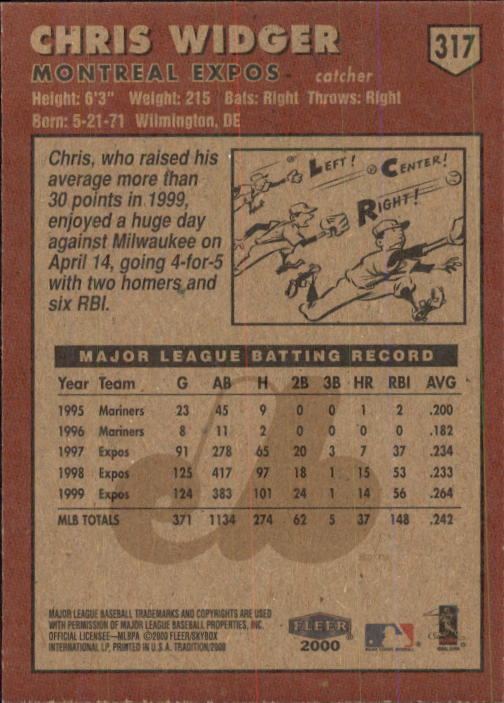 CHRIS WIDGER
317
MONTREAL EXPOS catcher
Height: 6'3" Weight: 215 Bats: Right Throws: Right
Born: 5-21-71 Wilmington, DE
Chris, who raised his
average more than
30 points in 1999,
enjoyed a huge day
against Milwaukee on
April 14, going 4-for-5
with two homers and
six RBI.
LEFT!
CENTER!
RIGHT!
MAJOR LEAGUE BATTING RECORD
Year Team G AB H 2B 3B HR RBI AVG
1995 Mariners 23 45 9 0 0 1 2 .200
1996 Mariners 8 11 2 0 0 0 0 .182
1997 Expos 91 278 65 20 3 7 37 .234
1998 Expos 125 417 97 18 1 15 53 .233
1999 Expos 124 383 101 24 1 14 56 .264
MLB TOTALS 371 1134 274 62 5 37 148 .242
MAJOR LEAGUE BASEBALL TRADEMARKS AND COPYRIGHTS ARE USED
WITH PERMISSION OF MAJOR LEAGUE BASEBALL PROPERTIES, INC.
OFFICIAL LICENSEE—MLBPA ©2000 FLEER/SKYBOX
INTERNATIONAL LP, PRINTED IN U.S.A. TRADITION/2000
FLEER
2000